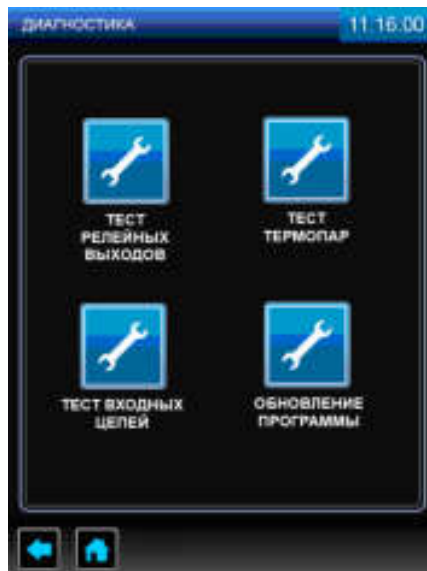 ДИАГНОСТИКА
11.16.00
ТЕСТ
РЕЛЕЙНЫХ
ВЫХОДОВ
ТЕСТ
ТЕРМОПАР
ТЕСТ ВХОДНЫХ
ЦЕПЕЙ
ОБНОВЛЕНИЕ
ПРОГРАММЫ